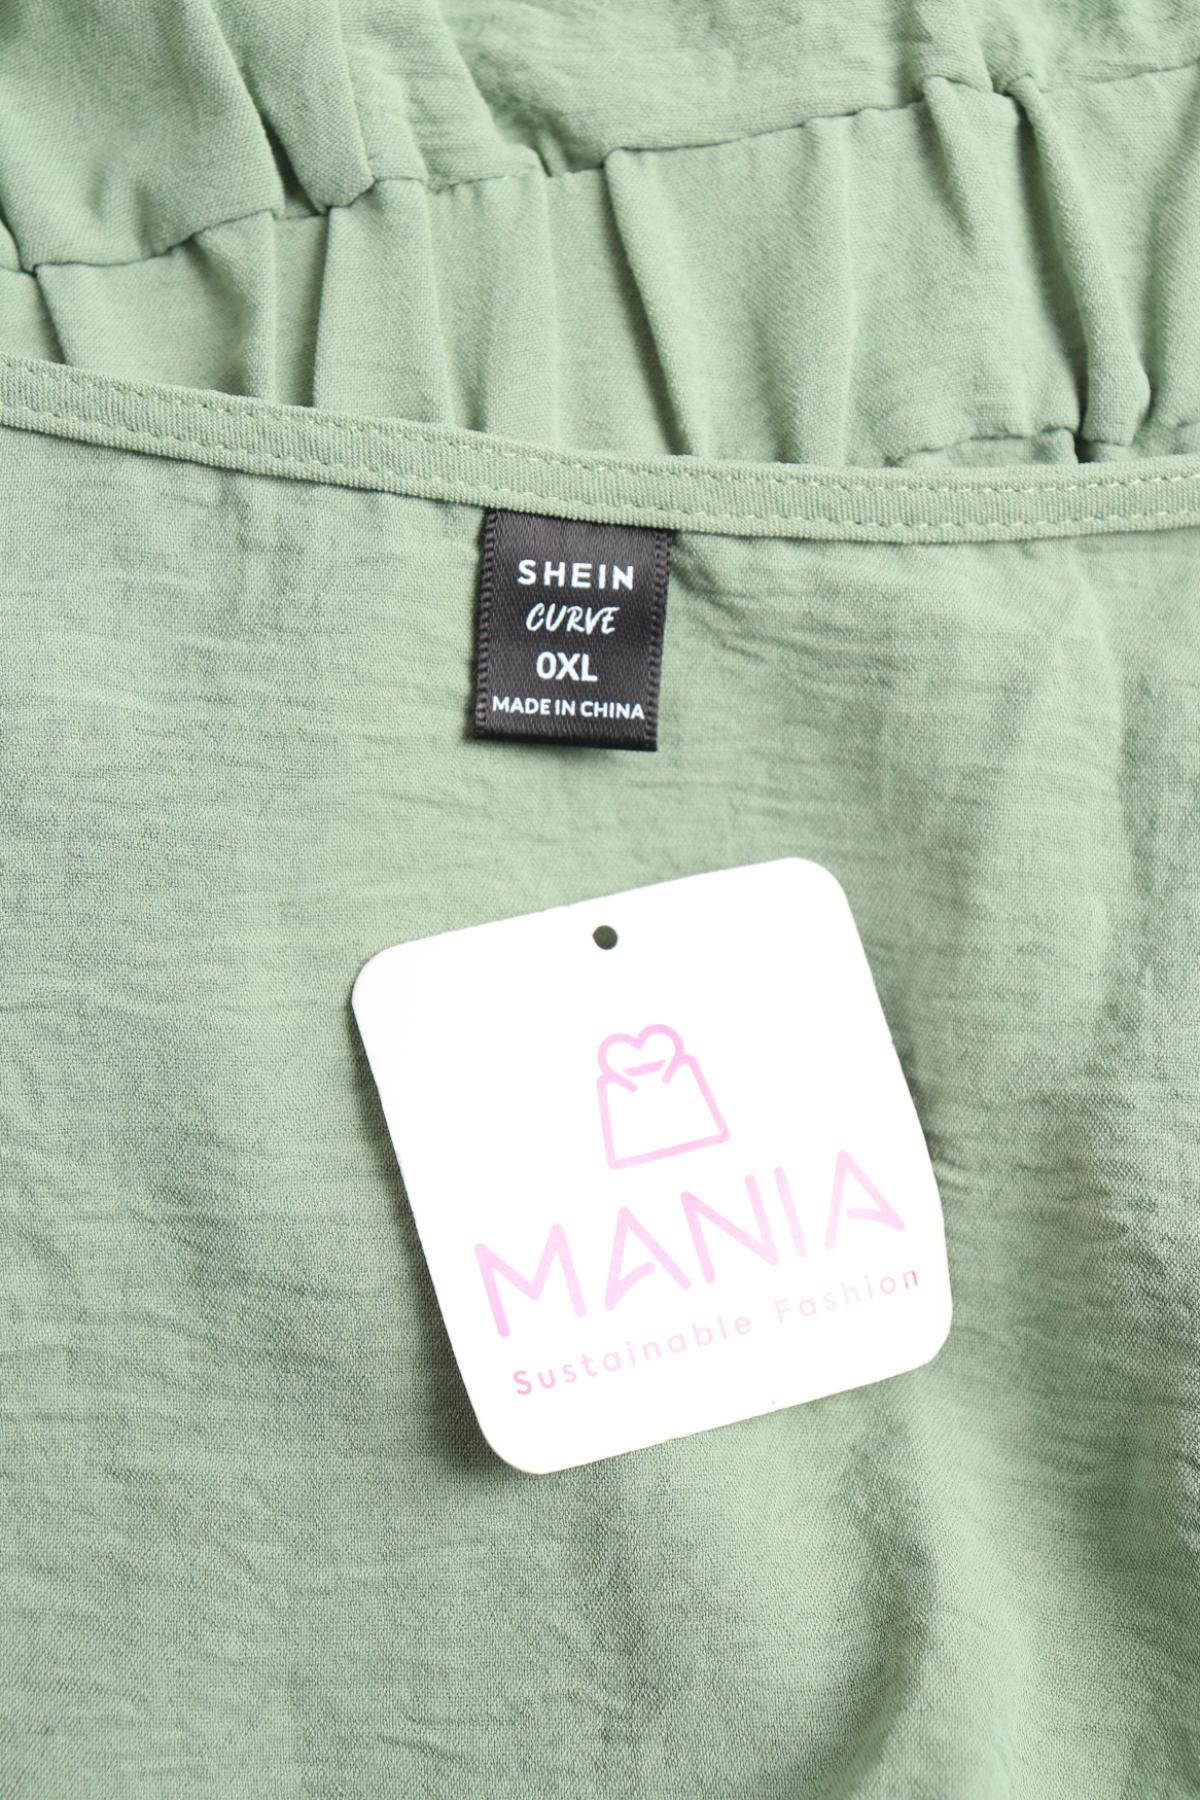 SHEIN
CURVE
0XL
MADE IN CHINA
MANIA
Sustainable Fashion